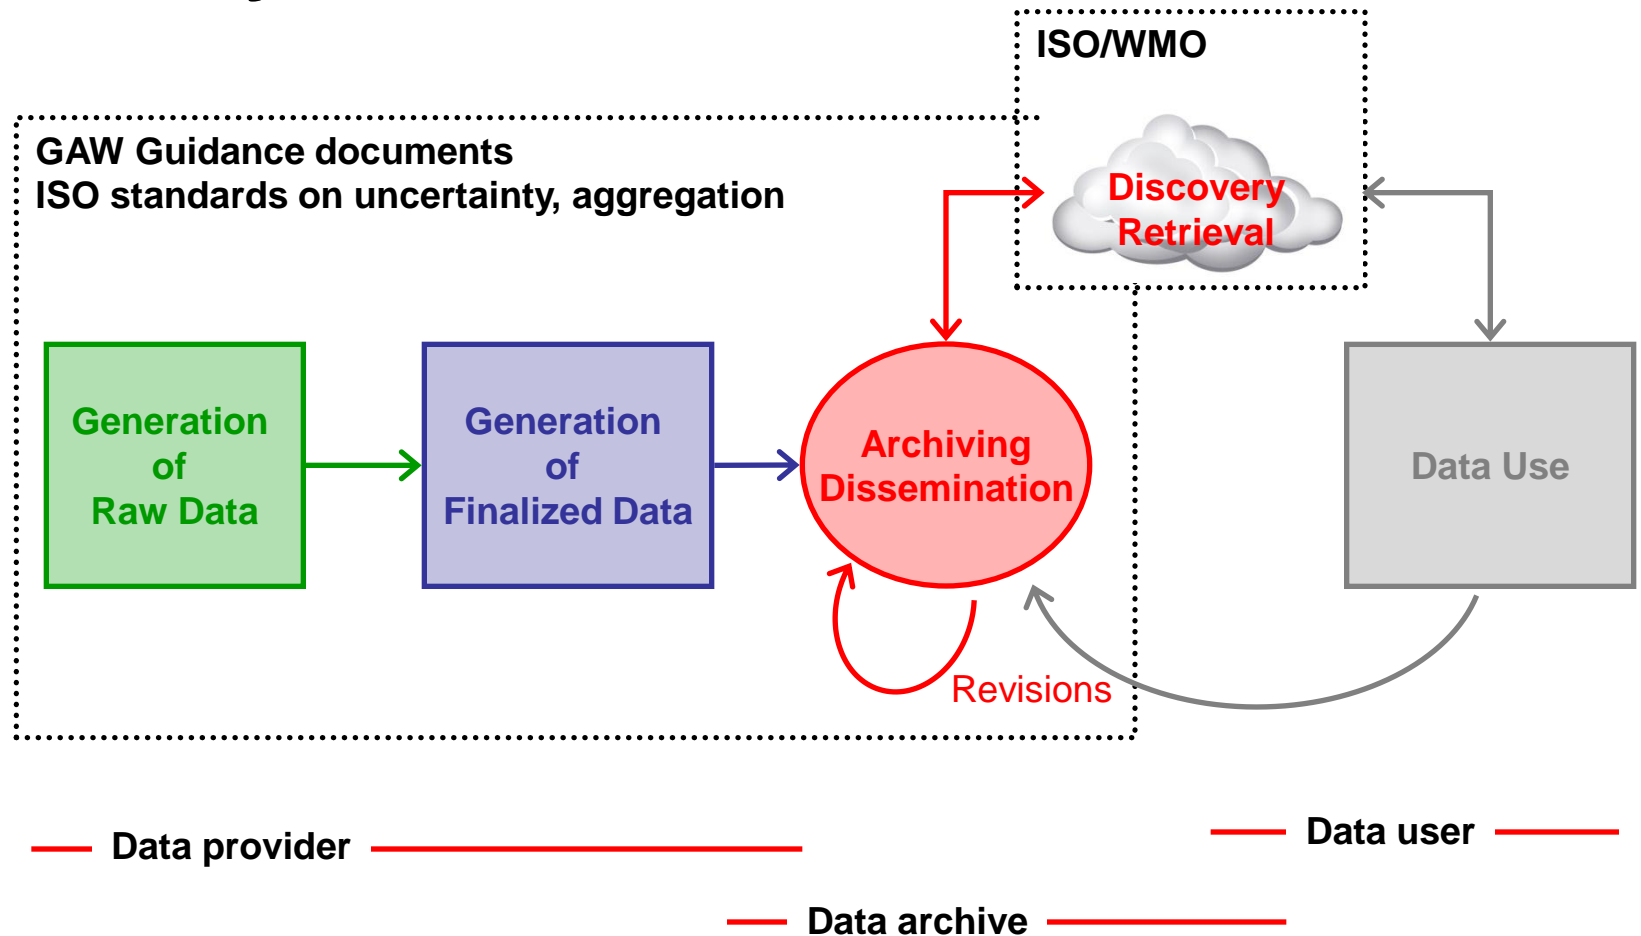 ISO/WMO
GAW Guidance documents
ISO standards on uncertainty, aggregation
Discovery
Retrieval
Generation
of
Raw Data
Generation
of
Finalized Data
Archiving
Dissemination
Data Use
Revisions
Data provider
Data user
Data archive